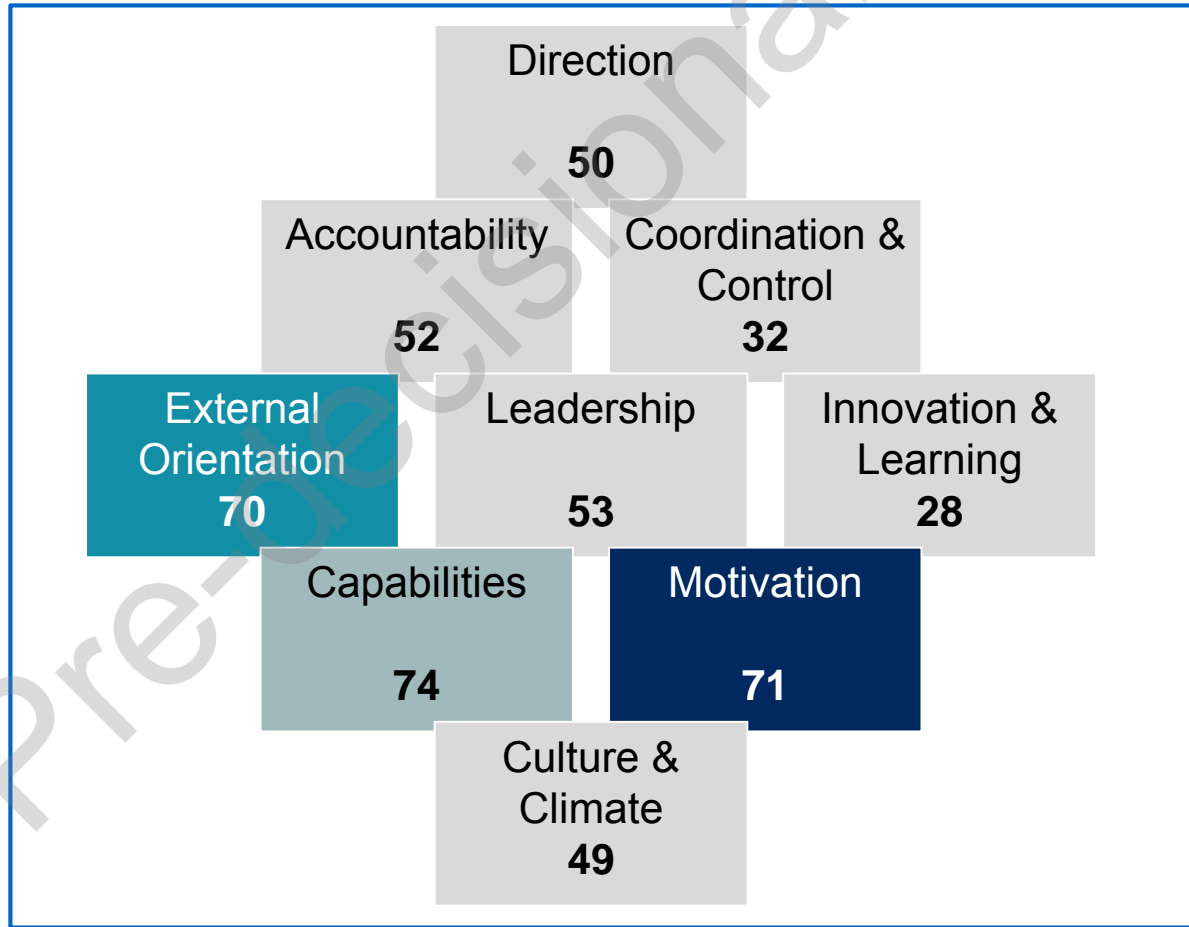 Direction
50
Accountability
52
Coordination &
Control
32
External
Orientation
70
Leadership
53
Innovation &
Learning
28
Capabilities
74
Motivation
71
Culture &
Climate
49
Pre-decisional